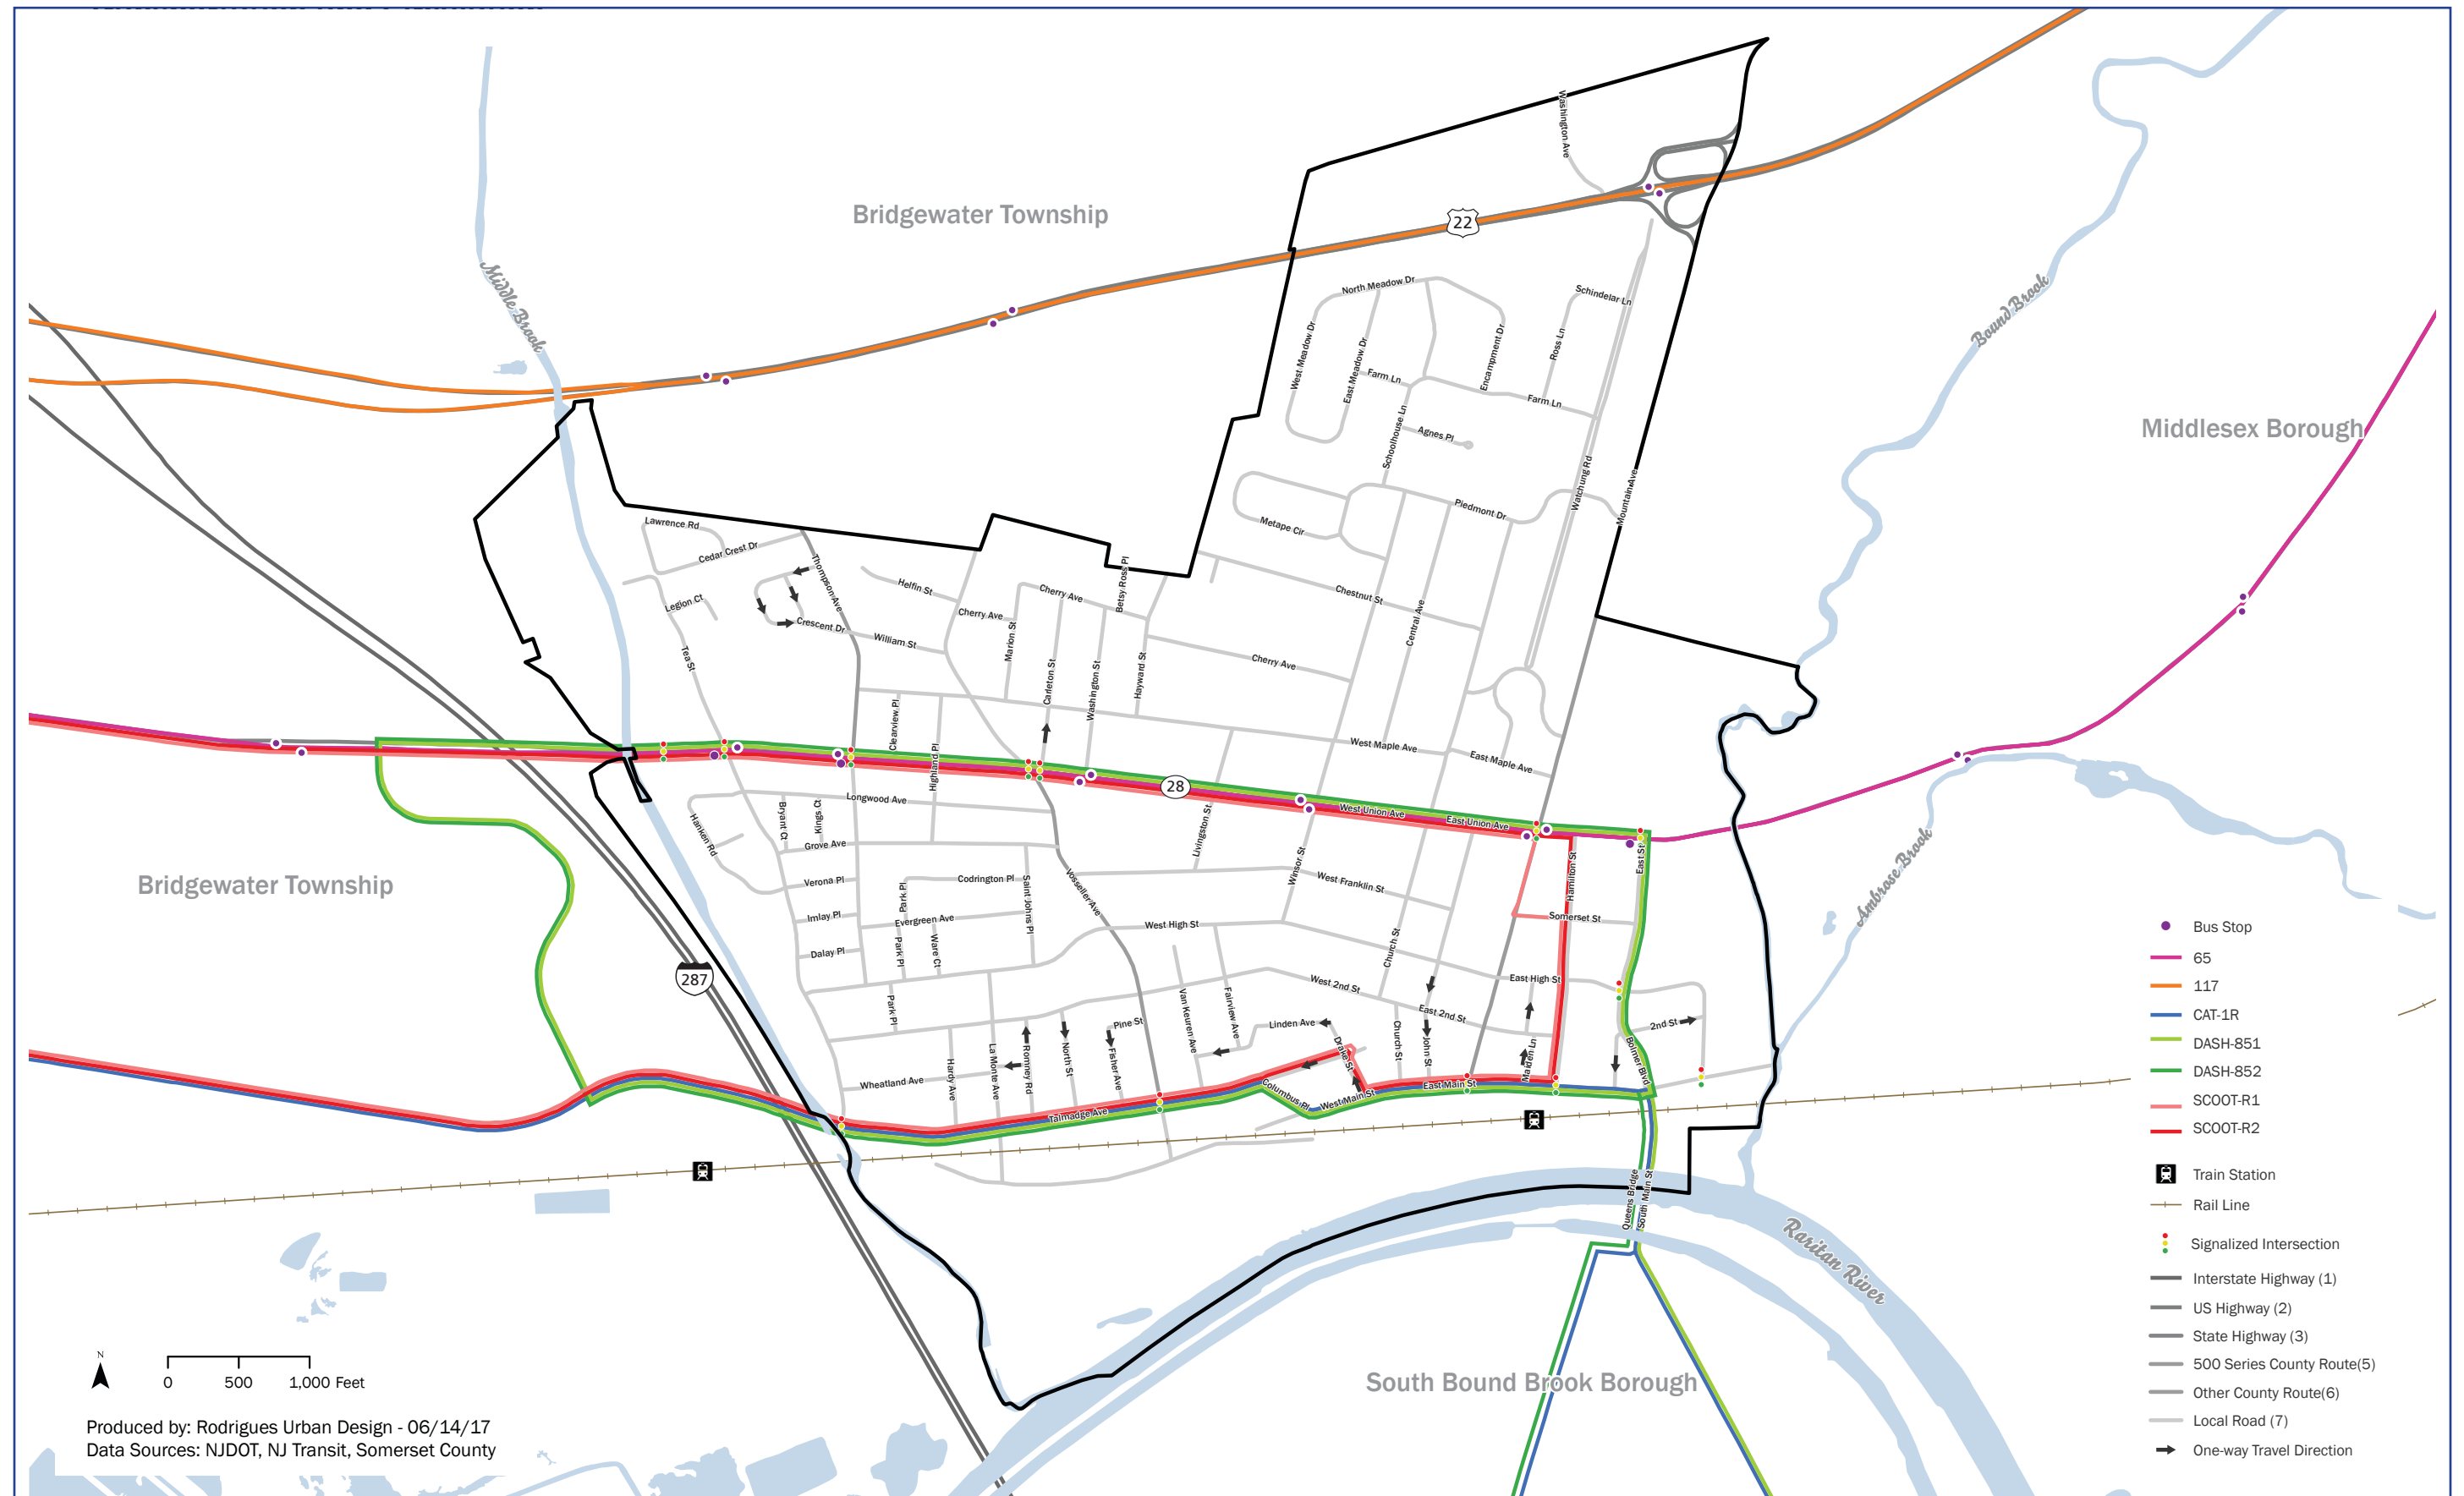 Washington Ave
Bridgewater Township
22
Middle Brook
North Meadow Dr
Schindelar Ln
Bound Brook
West Meadow Dr
East Meadow Dr
Encampment Dr
Ross Ln
Farm Ln
Farm Ln
Schoolhouse Ln
Agnes Pl
Middlesex Borough
Watchung Rd
Mountain Ave
Piedmont Dr
Metape Cir
Lawrence Rd
Cedar Crest Dr
Thompson Ave
Legion Ct
Crescent Dr
Helfin St
William St
Cherry Ave
Cherry Ave
Betsy Ross Pl
Chestnut St
Central Ave
Marion St
Carleton St
Washington St
Hayward St
Cherry Ave
Tea St
Clearview Pl
Highland Pl
West Maple Ave
East Maple Ave
28
West Union Ave
East Union Ave
Longwood Ave
Hanken Rd
Bryant Ct
Kings Ct
Grove Ave
Livingston St
Winsor St
Hamilton St
East St
Bridgewater Township
Ambrose Brook
Verona Pl
Park Pl
Codrington Pl
Saint Johns Pl
Vosseller Ave
West Franklin St
Imlay Pl
Evergreen Ave
West High St
Somerset St
Dalay Pl
Park Pl
Ware Ct
Church St
287
West 2nd St
East High St
Park Pl
Van Keuren Ave
Fairview Ave
Linden Ave
East 2nd St
2nd St
Pine St
Drake St
Church St
John St
Maiden Ln
Bolmer Blvd
Hardy Ave
La Monte Ave
Romney Rd
North St
Fisher Ave
Wheatland Ave
Columbus Pl
West Main St
East Main St
Talmadge Ave
Queens Bridge
South Main St
Raritan River
South Bound Brook Borough
Bus Stop
65
117
CAT-1R
DASH-851
DASH-852
SCOOT-R1
SCOOT-R2
Train Station
Rail Line
Signalized Intersection
Interstate Highway (1)
US Highway (2)
State Highway (3)
500 Series County Route(5)
Other County Route(6)
Local Road (7)
One-way Travel Direction
N
0 500 1,000 Feet
Produced by: Rodrigues Urban Design - 06/14/17
Data Sources: NJDOT, NJ Transit, Somerset County